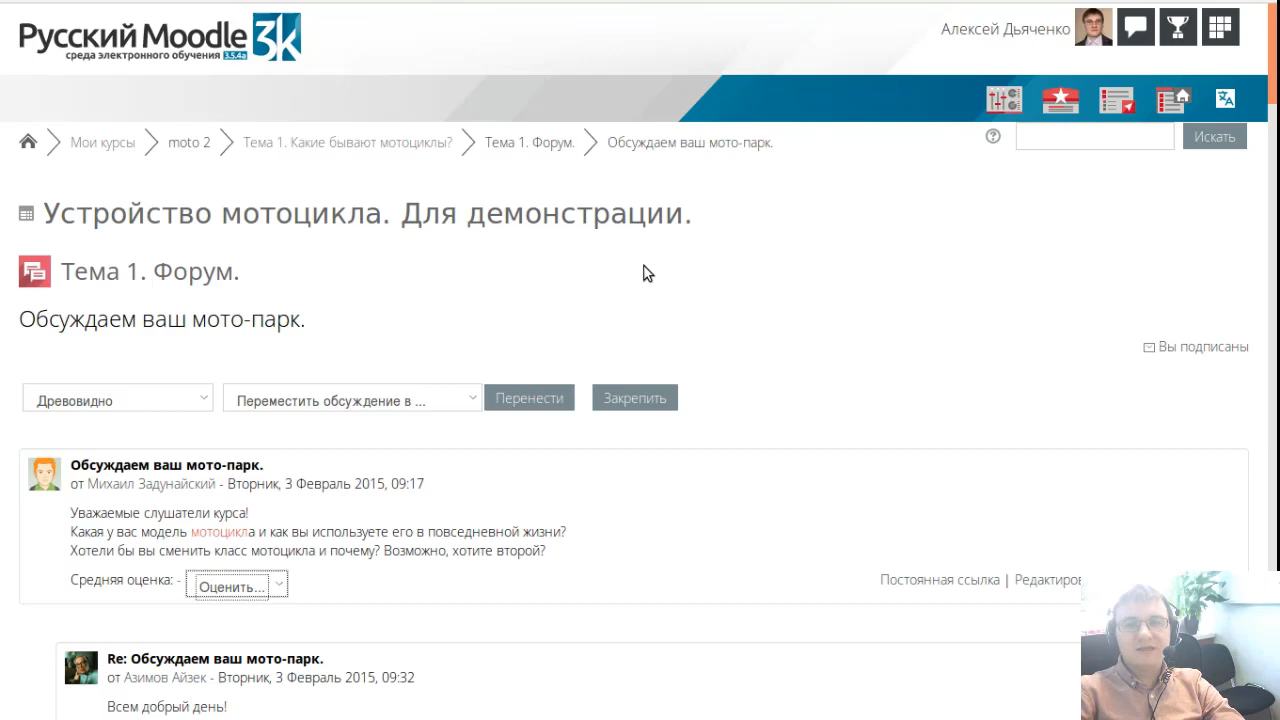 Русский Moodle 3k
среда электронного обучения 3.5.4a
Алексей Дьяченко
Мои курсы
moto 2
Тема 1. Какие бывают мотоциклы?
Тема 1. Форум.
Обсуждаем ваш мото-парк.
Искать
Устройство мотоцикла. Для демонстрации.
Тема 1. Форум.
Обсуждаем ваш мото-парк.
Вы подписаны
Древовидно
Переместить обсуждение в ...
Перенести
Закрепить
Обсуждаем ваш мото-парк.
от Михаил Задунайский - Вторник, 3 Февраль 2015, 09:17
Уважаемые слушатели курса!
Какая у вас модель мотоцикла и как вы используете его в повседневной жизни?
Хотели бы вы сменить класс мотоцикла и почему? Возможно, хотите второй?
Средняя оценка: -
Оценить...
Постоянная ссылка | Редактиров
Re: Обсуждаем ваш мото-парк.
от Азимов Айзек - Вторник, 3 Февраль 2015, 09:32
Всем добрый день!